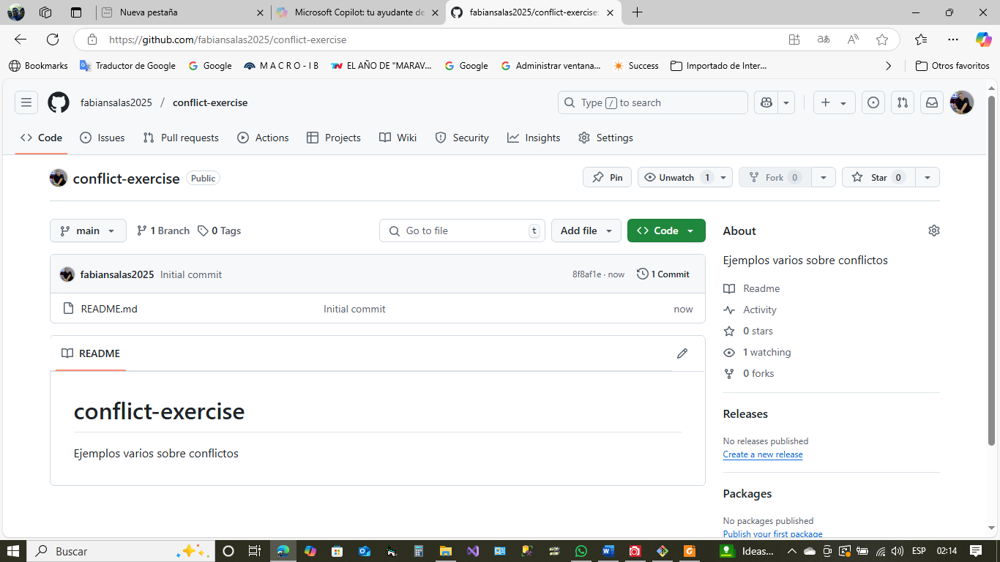 Nueva pestaña
Microsoft Copilot: tu ayudante de
fabiansalas2025/conflict-exercise:
https://github.com/fabiansalas2025/conflict-exercise
Bookmarks
Traductor de Google
Google
M A C R O - I B
EL AÑO DE "MARAV...
Google
Administrar ventana...
Success
Importado de Inter...
Otros favoritos
fabiansalas2025 / conflict-exercise
Type / to search
Code
Issues
Pull requests
Actions
Projects
Wiki
Security
Insights
Settings
conflict-exercise Public
Pin
Unwatch 1
Fork 0
Star 0
main
1 Branch
0 Tags
Go to file t
Add file
Code
fabiansalas2025 Initial commit
8f8af1e · now
1 Commit
README.md Initial commit now
README
conflict-exercise
Ejemplos varios sobre conflictos
About
Ejemplos varios sobre conflictos
Readme
Activity
0 stars
1 watching
0 forks
Releases
No releases published
Create a new release
Packages
No packages published
Publish your first package
Buscar
Ideas...
ESP
02:14